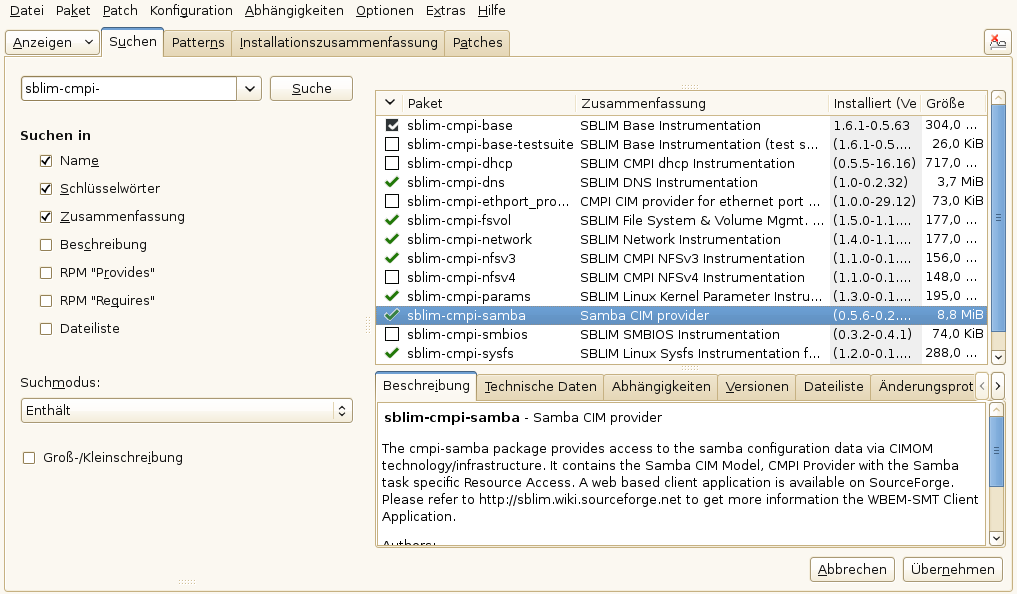 Datei Paket Patch Konfiguration Abhängigkeiten Optionen Extras Hilfe
Anzeigen Suchen Patterns Installationszusammenfassung Patches
sblim-cmpi- Suche
Suchen in
Name
Schlüsselwörter
Zusammenfassung
Beschreibung
RPM "Provides"
RPM "Requires"
Dateiliste
Suchmodus:
Enthält
Groß-/Kleinschreibung
Paket Zusammenfassung Installiert (Ve Größe
sblim-cmpi-base SBLIM Base Instrumentation 1.6.1-0.5.63 304,0 ...
sblim-cmpi-base-testsuite SBLIM Base Instrumentation (test s... (1.6.1-0.5.... 26,0 KiB
sblim-cmpi-dhcp SBLIM CMPI dhcp Instrumentation (0.5.5-16.16) 717,0 ...
sblim-cmpi-dns SBLIM DNS Instrumentation (1.0-0.2.32) 3,7 MiB
sblim-cmpi-ethport_pro... CMPI CIM provider for ethernet port ... (1.0.0-29.12) 73,0 KiB
sblim-cmpi-fsvol SBLIM File System & Volume Mgmt. ... (1.5.0-1.1.... 177,0 ...
sblim-cmpi-network SBLIM Network Instrumentation (1.4.0-1.1.... 177,0 ...
sblim-cmpi-nfsv3 SBLIM CMPI NFSv3 Instrumentation (1.1.0-0.1.... 156,0 ...
sblim-cmpi-nfsv4 SBLIM CMPI NFSv4 Instrumentation (1.1.0-0.1.... 148,0 ...
sblim-cmpi-params SBLIM Linux Kernel Parameter Instru... (1.3.0-0.1.... 195,0 ...
sblim-cmpi-samba Samba CIM provider (0.5.6-0.2.... 8,8 MiB
sblim-cmpi-smbios SBLIM SMBIOS Instrumentation (0.3.2-0.4.1) 74,0 KiB
sblim-cmpi-sysfs SBLIM Linux Sysfs Instrumentation f... (1.2.0-0.1.... 288,0 ...
Beschreibung Technische Daten Abhängigkeiten Versionen Dateiliste Änderungsprot
sblim-cmpi-samba - Samba CIM provider
The cmpi-samba package provides access to the samba configuration data via CIMOM
technology/infrastructure. It contains the Samba CIM Model, CMPI Provider with the Samba
task specific Resource Access. A web based client application is available on SourceForge.
Please refer to http://sblim.wiki.sourceforge.net to get more information the WBEM-SMT Client
Application.
Authors:
Abbrechen Übernehmen